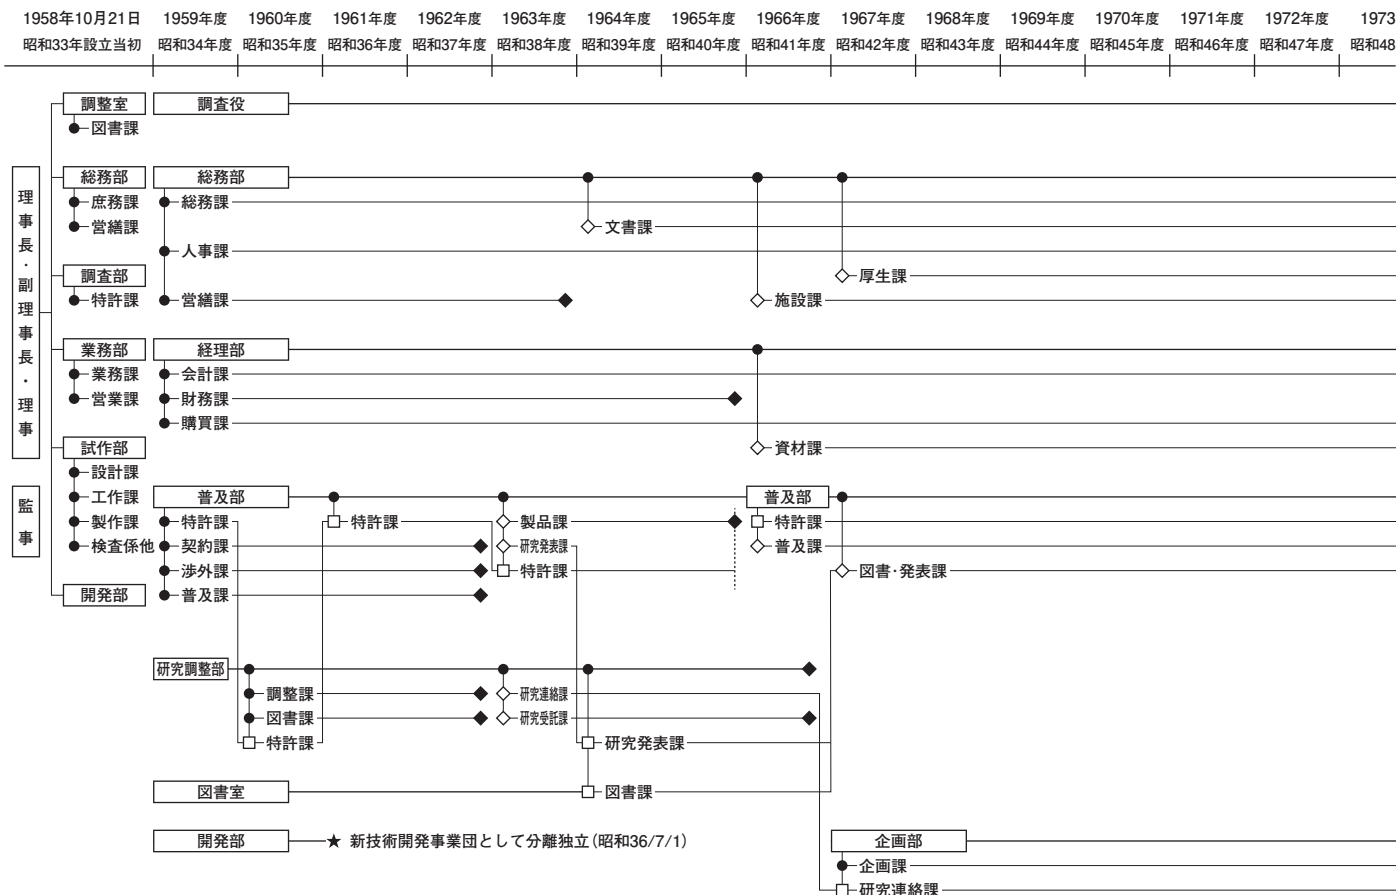 1958年10月21日 1959年度 1960年度 1961年度 1962年度 1963年度 1964年度 1965年度 1966年度 1967年度 1968年度 1969年度 1970年度 1971年度 1972年度 1973
昭和33年設立当初 昭和34年度 昭和35年度 昭和36年度 昭和37年度 昭和38年度 昭和39年度 昭和40年度 昭和41年度 昭和42年度 昭和43年度 昭和44年度 昭和45年度 昭和46年度 昭和47年度 昭和48
調整室 調査役
図書課
理事長・副理事長・理事
総務部 総務部
庶務課 総務課
営繕課 文書課
人事課
調査部 厚生課
特許課 営繕課 施設課
業務部 経理部
業務課 会計課
営業課 財務課
購買課
試作部 資材課
設計課
監事
工作課 普及部 普及部
製作課 特許課 特許課 製品課 特許課
検査係他 契約課 研究発表課 普及課
渉外課 特許課 図書・発表課
開発部 普及課
研究調整部
調整課 研究連絡課
図書課 研究受託課
特許課 研究発表課
図書室 図書課
開発部 ★ 新技術開発事業団として分離独立(昭和36/7/1) 企画部
企画課
研究連絡課